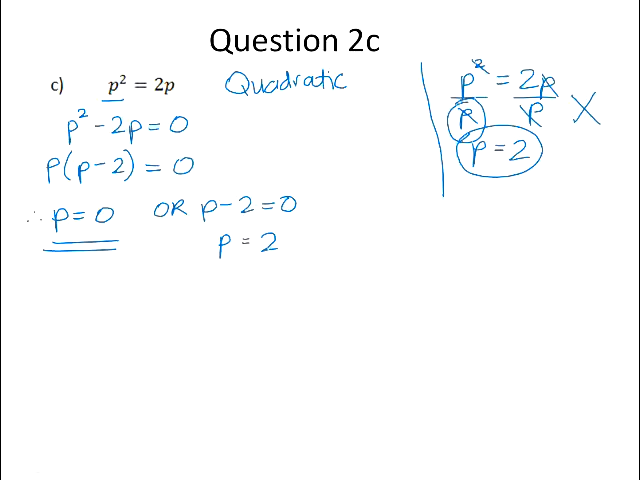 Question 2c
c) p² = 2p Quadratic
p² - 2p = 0
p(p-2) = 0
∴ p = 0 OR p-2=0
p = 2
p² = 2p
p p X
p = 2